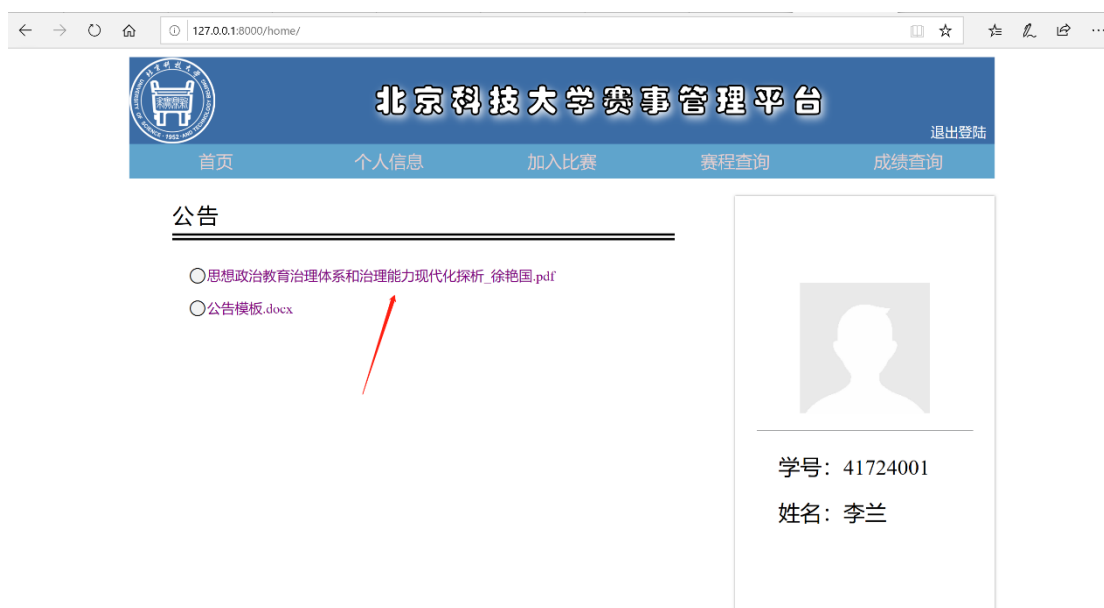 127.0.0.1:8000/home/
北京科技大学赛事管理平台
退出登陆
首页 个人信息 加入比赛 赛程查询 成绩查询
公告
思想政治教育治理体系和治理能力现代化探析_徐艳国.pdf
公告模板.docx
学号：41724001
姓名：李兰